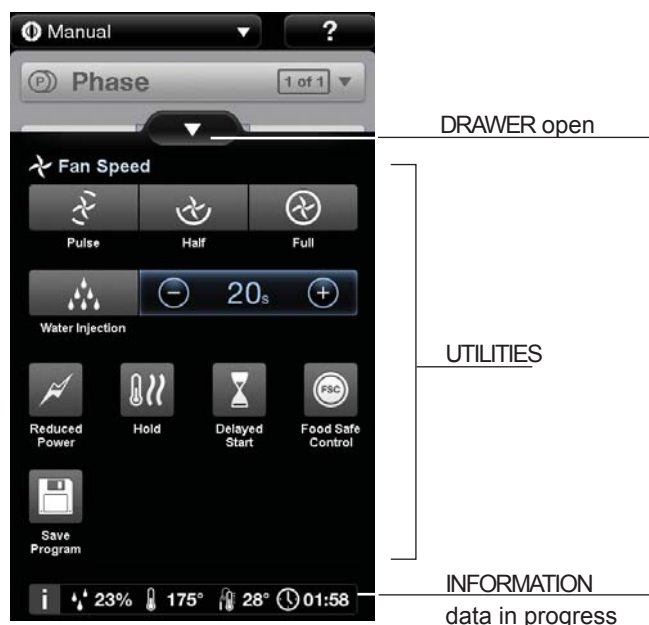 Manual ?
Phase 1 of 1
DRAWER open
Fan Speed
Pulse Half Full
20s
Water Injection
UTILITIES
FSC
Reduced Power Hold Delayed Start Food Safe Control
Save Program
INFORMATION
i 23% 175° 28° 01:58
data in progress